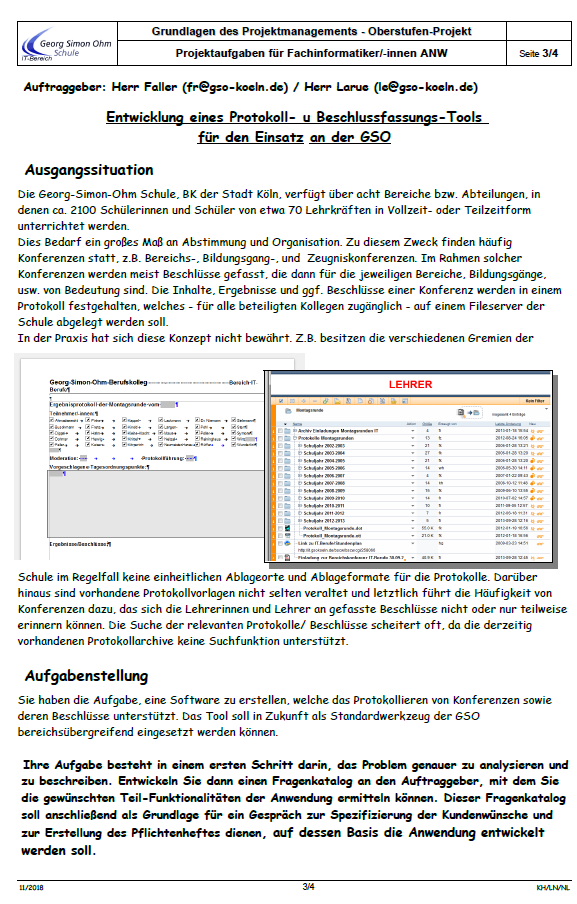 Georg Simon Ohm
Schule
IT-Bereich
Grundlagen des Projektmanagements - Oberstufen-Projekt
Projektaufgaben für Fachinformatiker/-innen ANW
Seite 3/4
Auftraggeber: Herr Faller (fr@gso-koeln.de) / Herr Larue (le@gso-koeln.de)
Entwicklung eines Protokoll- u Beschlussfassungs-Tools
für den Einsatz an der GSO
Ausgangssituation
Die Georg-Simon-Ohm Schule, BK der Stadt Köln, verfügt über acht Bereiche bzw. Abteilungen, in
denen ca. 2100 Schülerinnen und Schüler von etwa 70 Lehrkräften in Vollzeit- oder Teilzeitform
unterrichtet werden.
Dies Bedarf ein großes Maß an Abstimmung und Organisation. Zu diesem Zweck finden häufig
Konferenzen statt, z.B. Bereichs-, Bildungsgang-, und Zeugniskonferenzen. Im Rahmen solcher
Konferenzen werden meist Beschlüsse gefasst, die dann für die jeweiligen Bereiche, Bildungsgänge,
usw. von Bedeutung sind. Die Inhalte, Ergebnisse und ggf. Beschlüsse einer Konferenz werden in einem
Protokoll festgehalten, welches - für alle beteiligten Kollegen zugänglich - auf einem Fileserver der
Schule abgelegt werden soll.
In der Praxis hat sich diese Konzept nicht bewährt. Z.B. besitzen die verschiedenen Gremien der
Georg-Simon-Ohm-Berufskolleg
Bereich-IT-
Beruf¶
Ergebnisprotokoll-der-Montagsrunde-vom
Teilnehmer/-innen:¶
Moderation:
Protokollführung:
Vorgeschlagene-Tagesordnungspunkte:¶
Ergebnisse/Beschlüsse:¶
LEHRER
Kein Filter
Montagsrunde
Insgesamt 4 Einträge
Name
Archiv Einladungen Montagsrunden IT
Protokolle Montagsrunden
Schuljahr 2002-2003
Schuljahr 2003-2004
Schuljahr 2004-2005
Schuljahr 2005-2006
Schuljahr 2006-2007
Schuljahr 2007-2008
Schuljahr 2008-2009
Schuljahr 2009-2010
Schuljahr 2010-2011
Schuljahr 2011-2012
Schuljahr 2012-2013
Protokoll_Montagsrunde.dot
Protokoll_Montagsrunde.ott
Link zu IT-Berufe/Stundenplan
Schule im Regelfall keine einheitlichen Ablageorte und Ablageformate für die Protokolle. Darüber
hinaus sind vorhandene Protokollvorlagen nicht selten veraltet und letztlich führt die Häufigkeit von
Konferenzen dazu, das sich die Lehrerinnen und Lehrer an gefasste Beschlüsse nicht oder nur teilweise
erinnern können. Die Suche der relevanten Protokolle/ Beschlüsse scheitert oft, da die derzeitig
vorhandenen Protokollarchive keine Suchfunktion unterstützt.
Aufgabenstellung
Sie haben die Aufgabe, eine Software zu erstellen, welche das Protokollieren von Konferenzen sowie
deren Beschlüsse unterstützt. Das Tool soll in Zukunft als Standardwerkzeug der GSO
bereichsübergreifend eingesetzt werden können.
Ihre Aufgabe besteht in einem ersten Schritt darin, das Problem genauer zu analysieren und
zu beschreiben. Entwickeln Sie dann einen Fragenkatalog an den Auftraggeber, mit dem Sie
die gewünschten Teil-Funktionalitäten der Anwendung ermitteln können. Dieser Fragenkatalog
soll anschließend als Grundlage für ein Gespräch zur Spezifizierung der Kundenwünsche und
zur Erstellung des Pflichtenheftes dienen, auf dessen Basis die Anwendung entwickelt
werden soll.
11/2018
3/4
KH/LN/NL